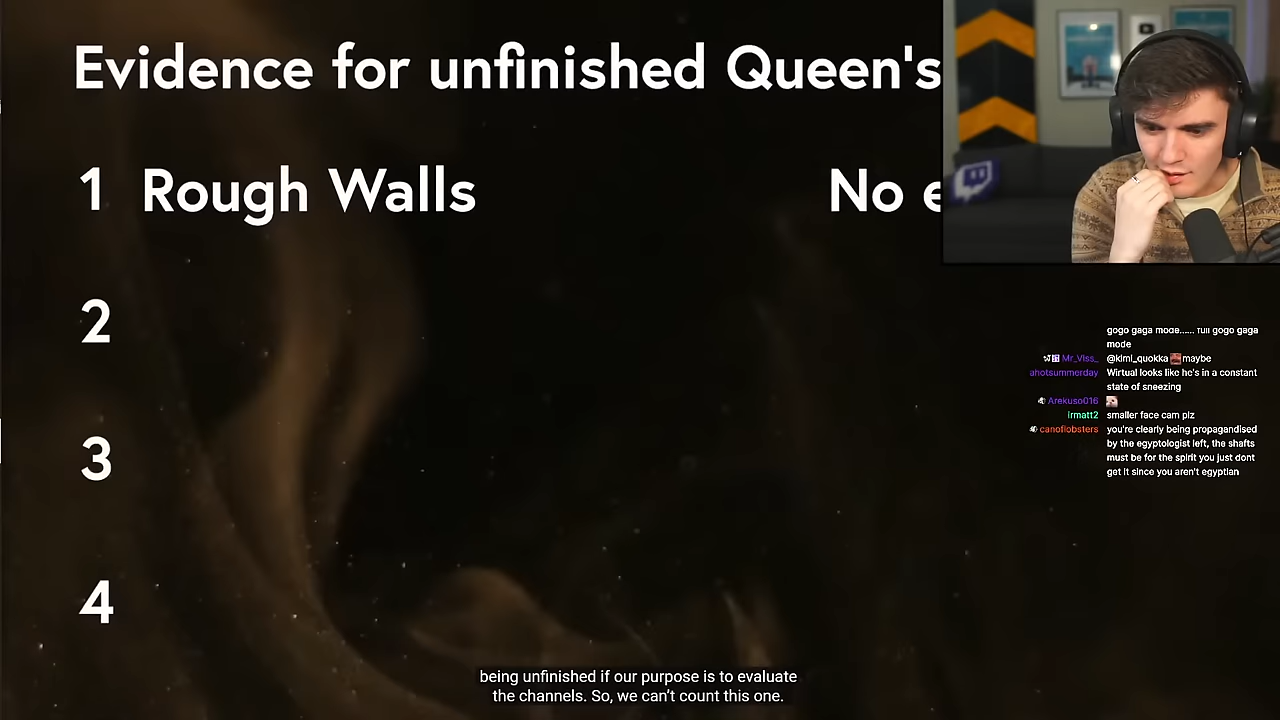 Evidence for unfinished Queen's
1 Rough Walls
No e
2
3
4
gogo gaga mode...... full gogo gaga
mode
Mr_Viss_ @kimi_quokka maybe
ahotsummerday Wirtual looks like he's in a constant
state of sneezing
Arekuso016
irmatt2 smaller face cam plz
canoflobsters you're clearly being propagandised
by the egyptologist left, the shafts
must be for the spirit you just dont
get it since you aren't egyptian
being unfinished if our purpose is to evaluate
the channels. So, we can't count this one.